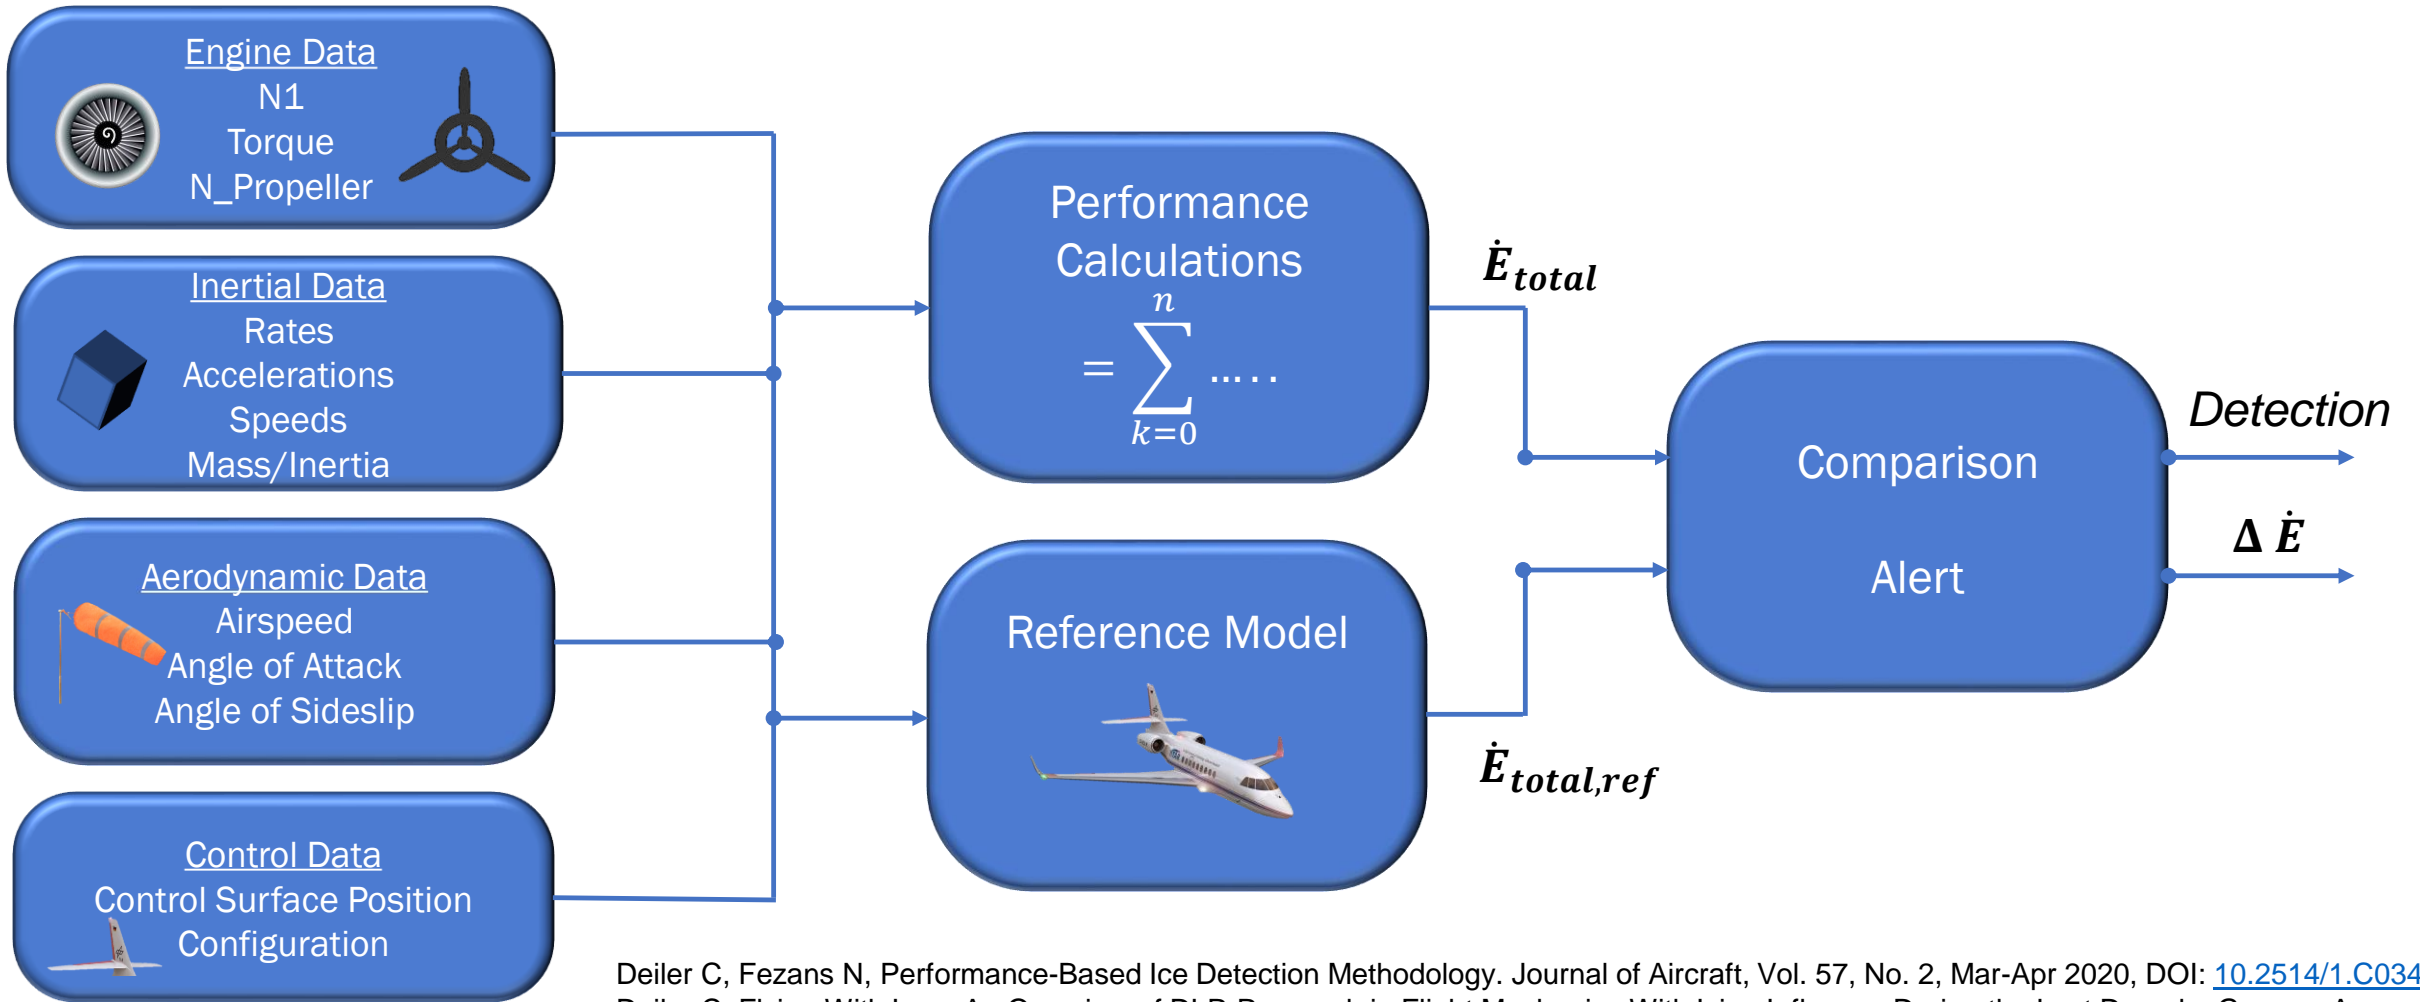 Engine Data
N1
Torque
N_Propeller
Inertial Data
Rates
Accelerations
Speeds
Mass/Inertia
Aerodynamic Data
Airspeed
Angle of Attack
Angle of Sideslip
Control Data
Control Surface Position
Configuration
Performance
Calculations
n
= ∑ … . .
k=0
Reference Model
Ė_total
Ė_total,ref
Comparison
Alert
Detection
Δ Ė
Deiler C, Fezans N, Performance-Based Ice Detection Methodology. Journal of Aircraft, Vol. 57, No. 2, Mar-Apr 2020, DOI: 10.2514/1.C034